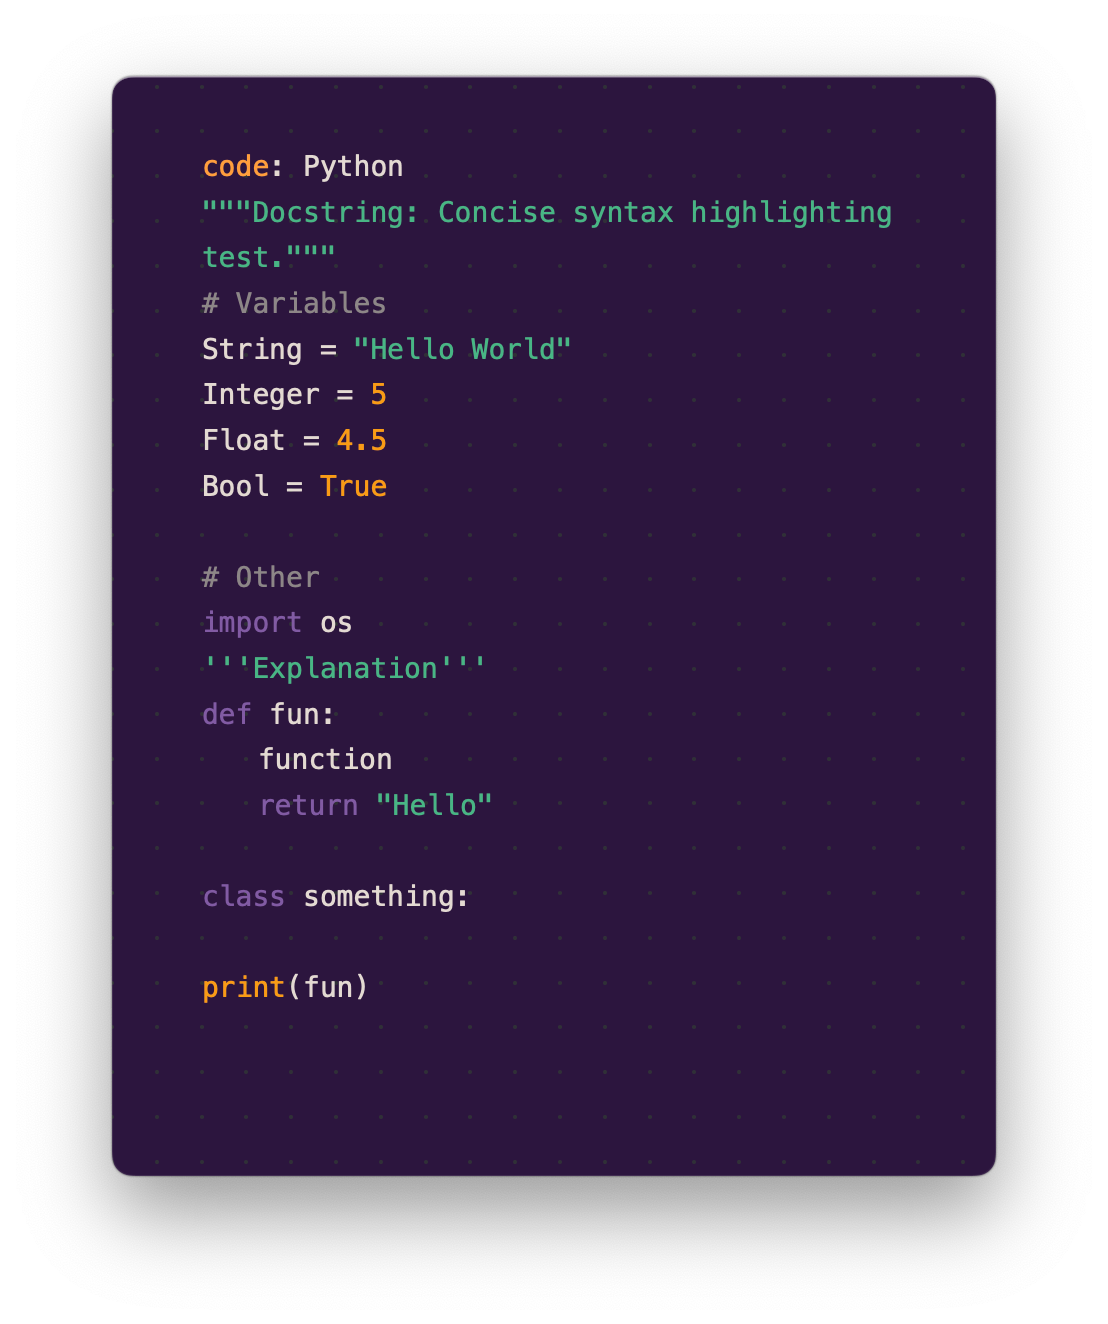 code: Python
"""Docstring: Concise syntax highlighting
test."""
# Variables
String = "Hello World"
Integer = 5
Float = 4.5
Bool = True

# Other
import os
'''Explanation'''
def fun:
    function
    return "Hello"

class something:

print(fun)